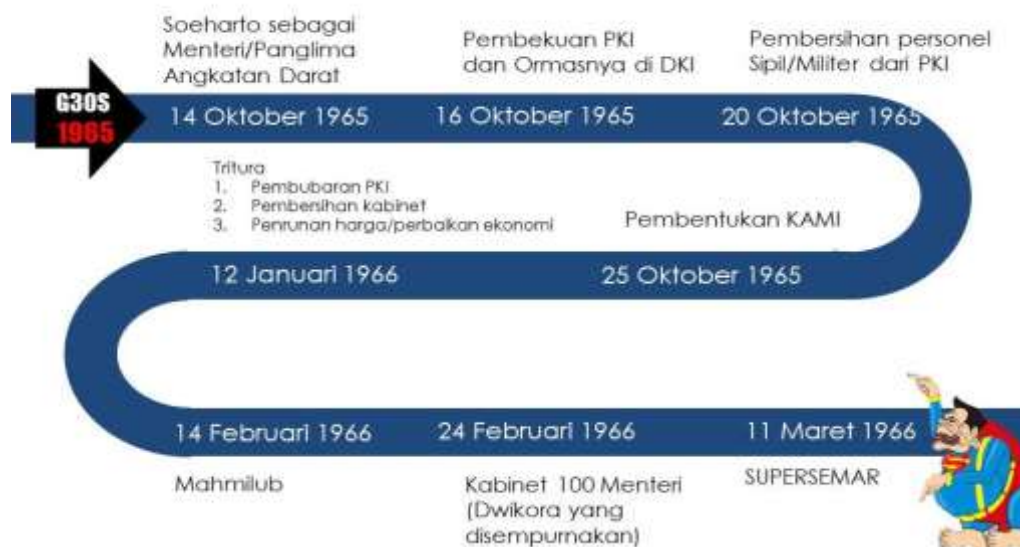 Soeharto sebagai
Menteri/Panglima
Angkatan Darat
Pembekuan PKI
dan Ormasnya di DKI
Pembersihan personel
Sipil/Militer dari PKI
G30S
1965
14 Oktober 1965
16 Oktober 1965
20 Oktober 1965
Tritura
1. Pembubaran PKI
2. Pembersihan kabinet
3. Penrunan harga/perbaikan ekonomi
Pembentukan KAMI
12 Januari 1966
25 Oktober 1965
14 Februari 1966
24 Februari 1966
11 Maret 1966
Mahmilub
Kabinet 100 Menteri
(Dwikora yang
disempurnakan)
SUPERSEMAR